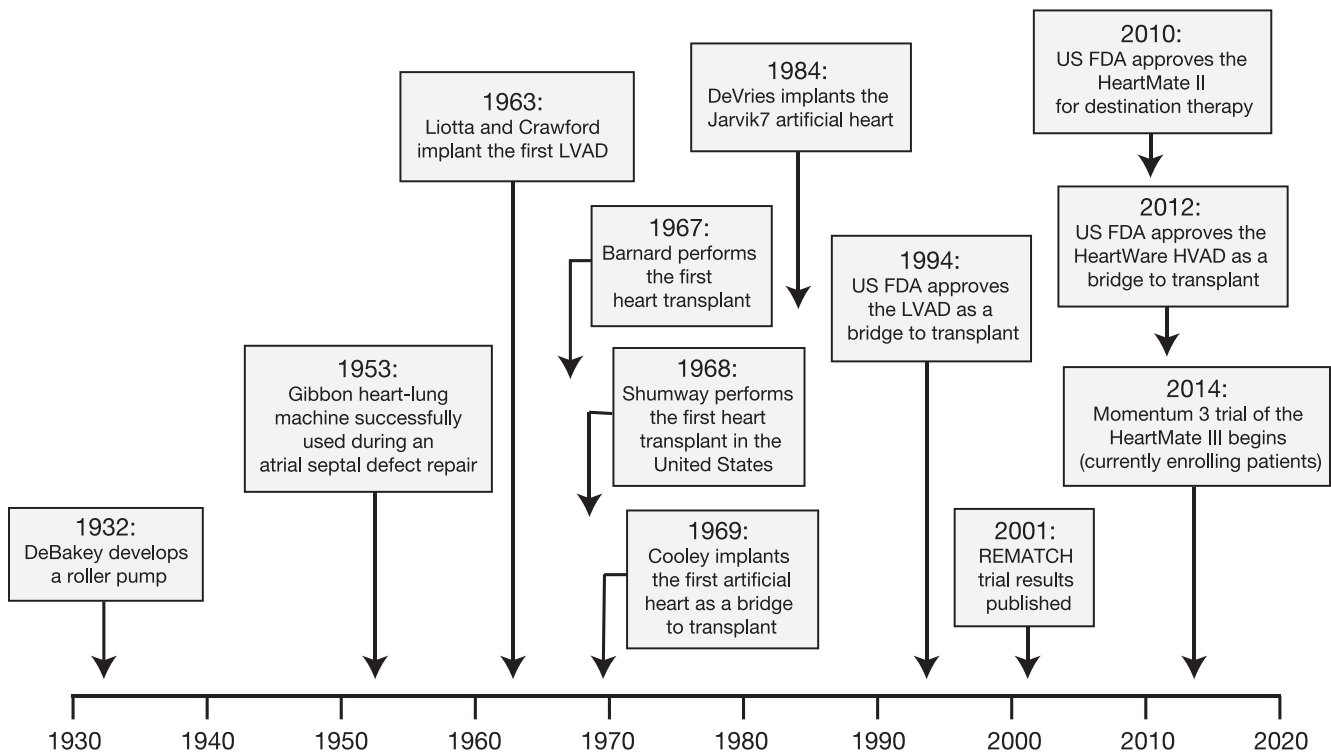 1932:
DeBakey develops
a roller pump
1953:
Gibbon heart-lung
machine successfully
used during an
atrial septal defect repair
1963:
Liotta and Crawford
implant the first LVAD
1967:
Barnard performs
the first
heart transplant
1968:
Shumway performs
the first heart
transplant in the
United States
1969:
Cooley implants
the first artificial
heart as a bridge
to transplant
1984:
DeVries implants the
Jarvik7 artificial heart
1994:
US FDA approves
the LVAD as a
bridge to transplant
2001:
REMATCH
trial results
published
2010:
US FDA approves the
HeartMate II
for destination therapy
2012:
US FDA approves the
HeartWare HVAD as a
bridge to transplant
2014:
Momentum 3 trial of the
HeartMate III begins
(currently enrolling patients)
1930 1940 1950 1960 1970 1980 1990 2000 2010 2020